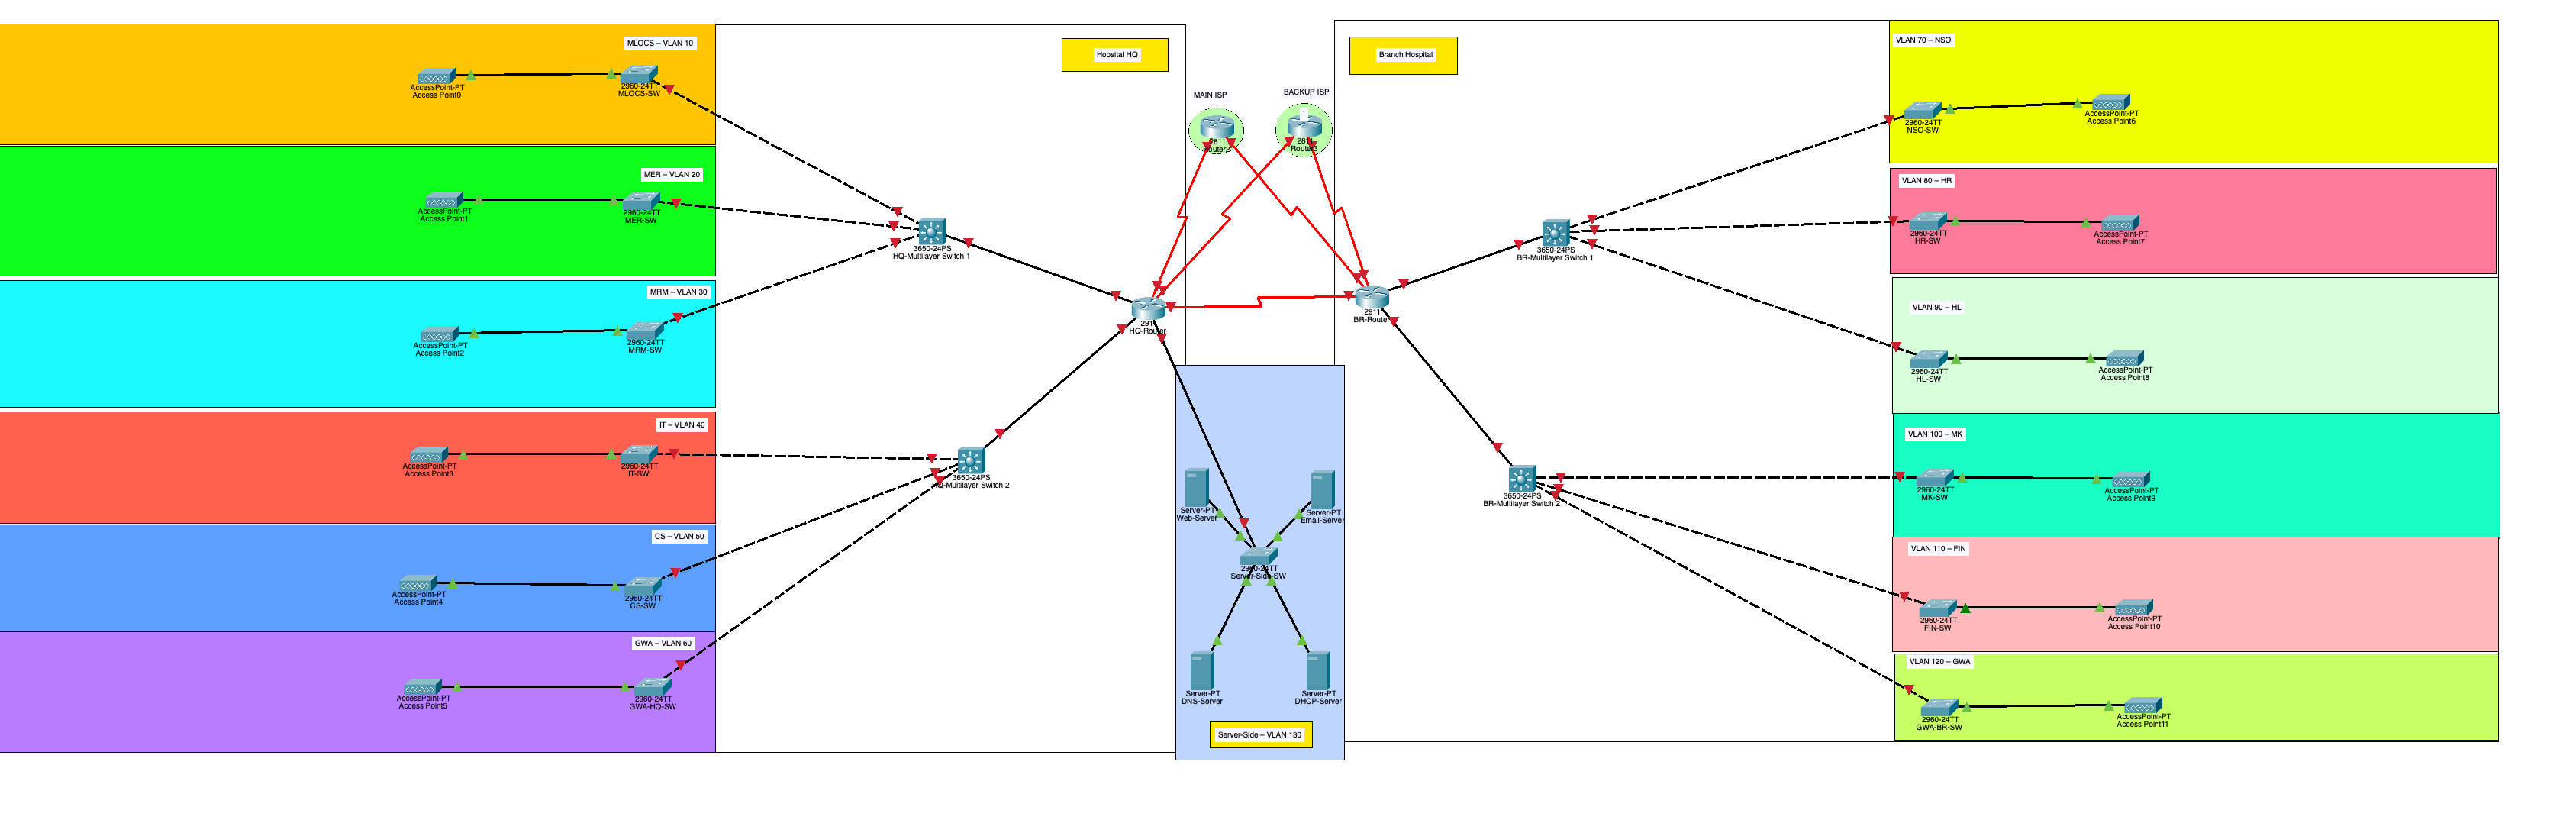 MLOCS – VLAN 10
AccessPoint-PT
Access Point0
2960-24TT
MLOCS-SW
MER – VLAN 20
AccessPoint-PT
Access Point1
2960-24TT
MER-SW
MRM – VLAN 30
AccessPoint-PT
Access Point2
2960-24TT
MRM-SW
IT – VLAN 40
AccessPoint-PT
Access Point3
2960-24TT
IT-SW
CS – VLAN 50
AccessPoint-PT
Access Point4
2960-24TT
CS-SW
GWA – VLAN 60
AccessPoint-PT
Access Point5
2960-24TT
GWA-HQ-SW
Hopsital HQ
3650-24PS
HQ-Multilayer Switch 1
3650-24PS
HQ-Multilayer Switch 2
HQ-Router
MAIN ISP
2811
Router2
BACKUP ISP
2811
Router3
Branch Hospital
2911
BR-Router
3650-24PS
BR-Multilayer Switch 1
3650-24PS
BR-Multilayer Switch 2
Server-PT
Web-Server
Server-PT
Email-Server
2960-24TT
Server-Side-SW
Server-PT
DNS-Server
Server-PT
DHCP-Server
Server-Side – VLAN 130
VLAN 70 – NSO
2960-24TT
NSO-SW
AccessPoint-PT
Access Point6
VLAN 80 – HR
2960-24TT
HR-SW
AccessPoint-PT
Access Point7
VLAN 90 – HL
2960-24TT
HL-SW
AccessPoint-PT
Access Point8
VLAN 100 – MK
2960-24TT
MK-SW
AccessPoint-PT
Access Point9
VLAN 110 – FIN
2960-24TT
FIN-SW
AccessPoint-PT
Access Point10
VLAN 120 – GWA
2960-24TT
GWA-BR-SW
AccessPoint-PT
Access Point11